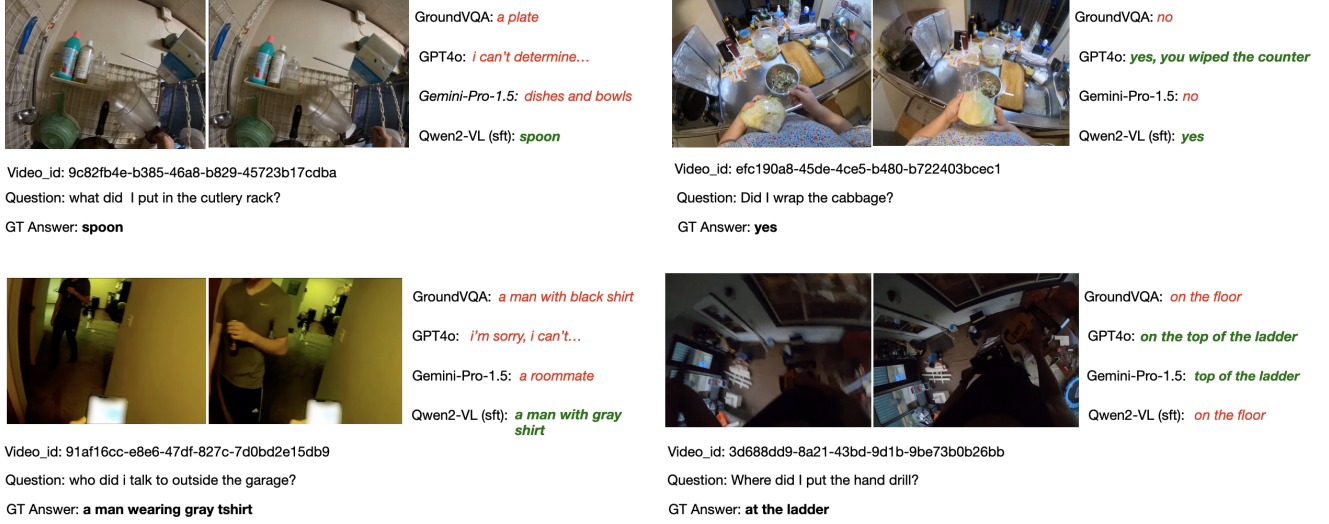 GroundVQA: a plate
GPT4o: i can't determine...
Gemini-Pro-1.5: dishes and bowls
Qwen2-VL (sft): spoon
Video_id: 9c82fb4e-b385-46a8-b829-45723b17cdba
Question: what did I put in the cutlery rack?
GT Answer: spoon
GroundVQA: no
GPT4o: yes, you wiped the counter
Gemini-Pro-1.5: no
Qwen2-VL (sft): yes
Video_id: efc190a8-45de-4ce5-b480-b722403bcec1
Question: Did I wrap the cabbage?
GT Answer: yes
GroundVQA: a man with black shirt
GPT4o: i'm sorry, i can't...
Gemini-Pro-1.5: a roommate
Qwen2-VL (sft): a man with gray
shirt
Video_id: 91af16cc-e8e6-47df-827c-7d0bd2e15db9
Question: who did i talk to outside the garage?
GT Answer: a man wearing gray tshirt
GroundVQA: on the floor
GPT4o: on the top of the ladder
Gemini-Pro-1.5: top of the ladder
Qwen2-VL (sft): on the floor
Video_id: 3d688dd9-8a21-43bd-9d1b-9be73b0b26bb
Question: Where did I put the hand drill?
GT Answer: at the ladder